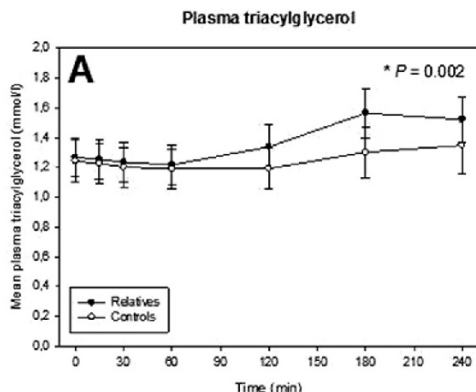 Plasma triacylglycerol
A
* P = 0.002
Mean plasma triacylglycerol (mmol/l)
2,0
1,8
1,6
1,4
1,2
1,0
0,8
0,6
0,4
0,2
0,0
Relatives
Controls
0 30 60 90 120 150 180 210 240
Time (min)